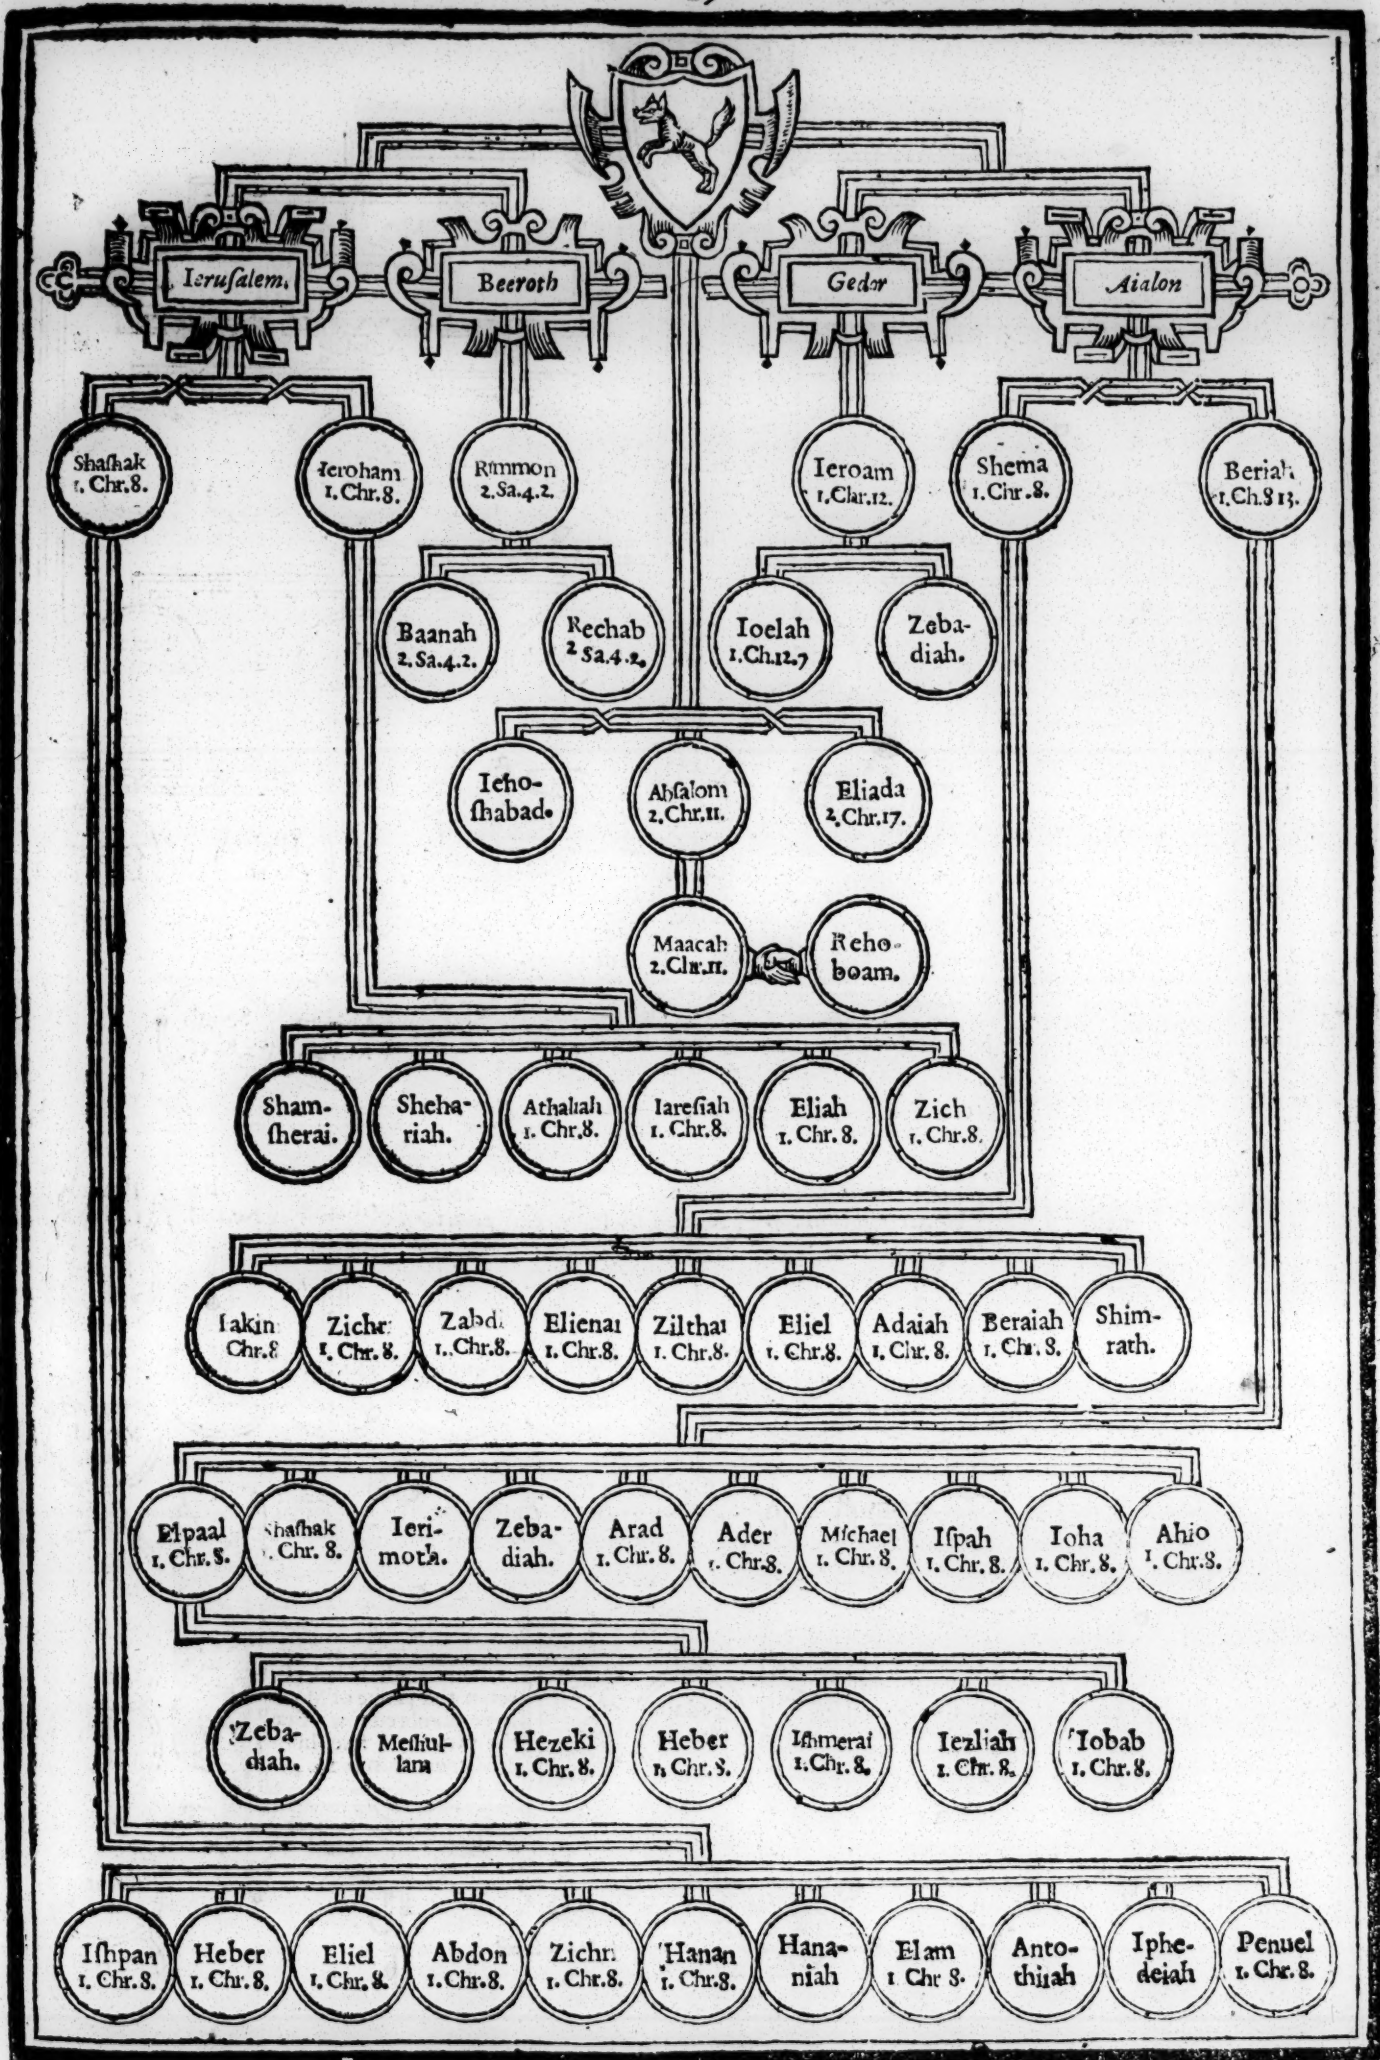 Ieruſalem.
Beeroth
Gedor
Aialon
Shaſhak
1. Chr. 8.
Ieroham
1. Chr. 8.
Rimmon
2. Sa. 4. 2.
Ieroam
1. Chr. 12.
Shema
1. Chr. 8.
Beriah
1. Ch. 8 13.
Baanah
2. Sa. 4. 2.
Rechab
2 Sa. 4. 2.
Ioelah
1. Ch. 12. 7
Zeba-
diah.
Ieho-
ſhabad.
Abſalom
2. Chr. 11.
Eliada
2. Chr. 17.
Maacah
2. Chr. 11.
Reho-
boam.
Sham-
ſherai.
Sheha-
riah.
Athaliah
1. Chr. 8.
Iareſiah
1. Chr. 8.
Eliah
1. Chr. 8.
Zich
1. Chr. 8.
Iakin
Chr. 8
Zichr
1. Chr. 8.
Zabd
1. Chr. 8.
Elienai
1. Chr. 8.
Zilthai
1. Chr. 8.
Eliel
1. Chr. 8.
Adaiah
1. Chr. 8.
Beraiah
1. Chr. 8.
Shim-
rath.
Elpaal
1. Chr. 8.
haſhak
Chr. 8.
Ieri-
moth.
Zeba-
diah.
Arad
1. Chr. 8.
Ader
1. Chr. 8.
Michael
1. Chr. 8.
Iſpah
1. Chr. 8.
Ioha
1. Chr. 8.
Ahio
1. Chr. 8.
Zeba-
diah.
Meſhul-
lam
Hezeki
1. Chr. 8.
Heber
1. Chr. 8.
Iſhmerai
1. Chr. 8.
Iezliah
1. Chr. 8.
Iobab
1. Chr. 8.
Iſhpan
1. Chr. 8.
Heber
1. Chr. 8.
Eliel
1. Chr. 8.
Abdon
1. Chr. 8.
Zichri
1. Chr. 8.
Hanan
1. Chr. 8.
Hana-
niah
Elam
1 Chr 8.
Anto-
thiiah
Iphe-
deiah
Penuel
1. Chr. 8.